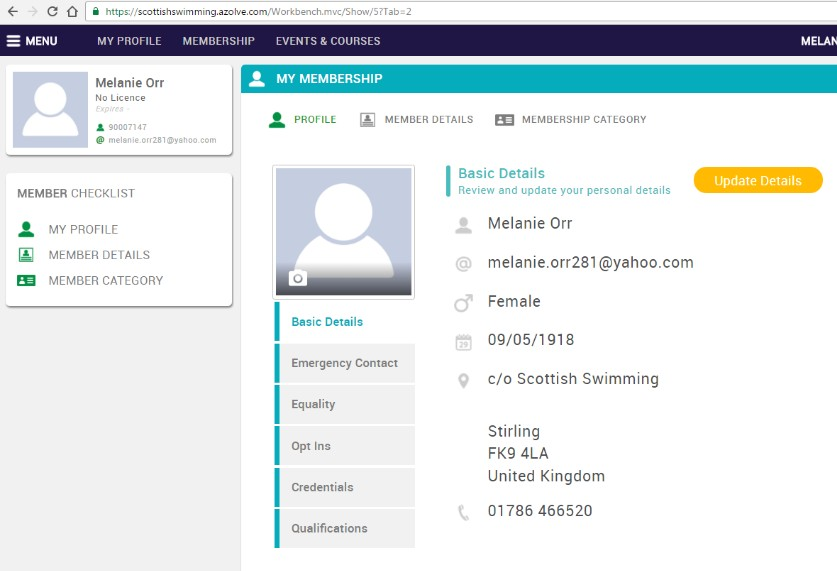 https://scottishswimming.azolve.com/Workbench.mvc/Show/5?Tab=2
MENU MY PROFILE MEMBERSHIP EVENTS & COURSES MELAN
Melanie Orr
No Licence
Expires -
90007147
@ melanie.orr281@yahoo.com
MEMBER CHECKLIST
MY PROFILE
MEMBER DETAILS
MEMBER CATEGORY
MY MEMBERSHIP
PROFILE MEMBER DETAILS MEMBERSHIP CATEGORY
Basic Details
Emergency Contact
Equality
Opt Ins
Credentials
Qualifications
Basic Details
Review and update your personal details
Update Details
Melanie Orr
@ melanie.orr281@yahoo.com
Female
29 09/05/1918
c/o Scottish Swimming
Stirling
FK9 4LA
United Kingdom
01786 466520